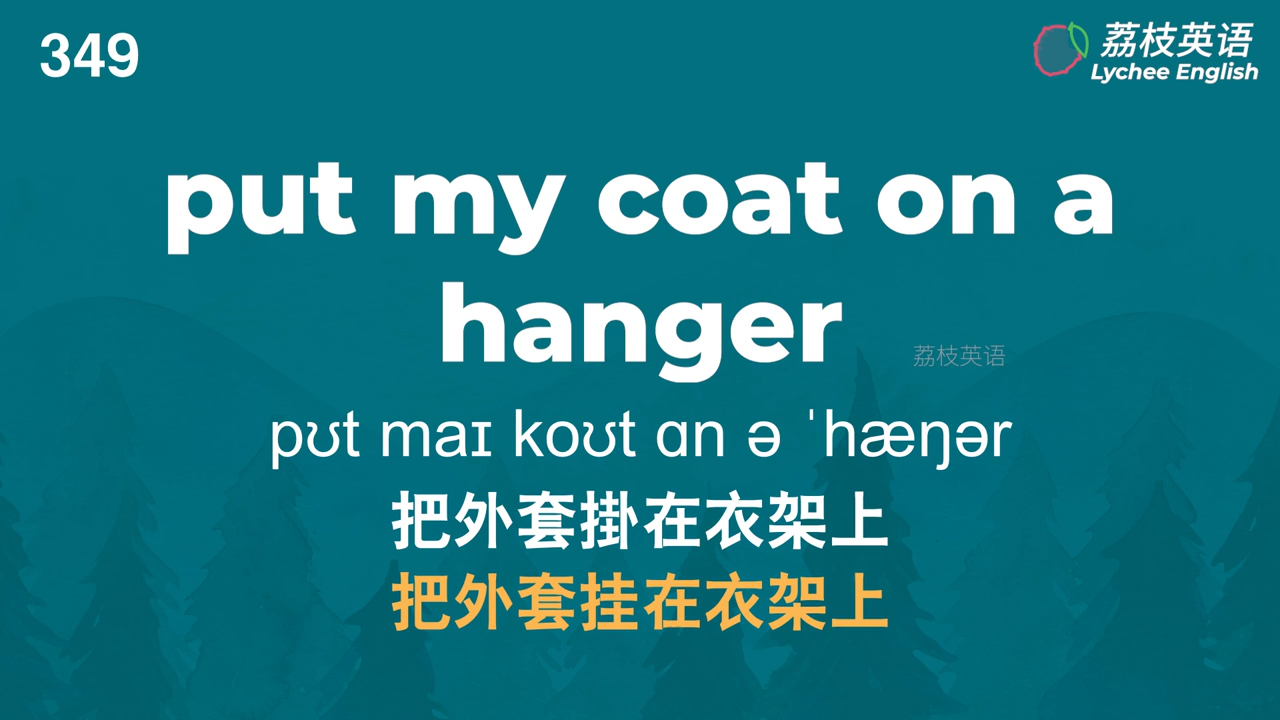 349
荔枝英语
Lychee English
put my coat on a
hanger
荔枝英语
pʊt maɪ koʊt ɑn ə ˈhæŋər
把外套掛在衣架上
把外套挂在衣架上